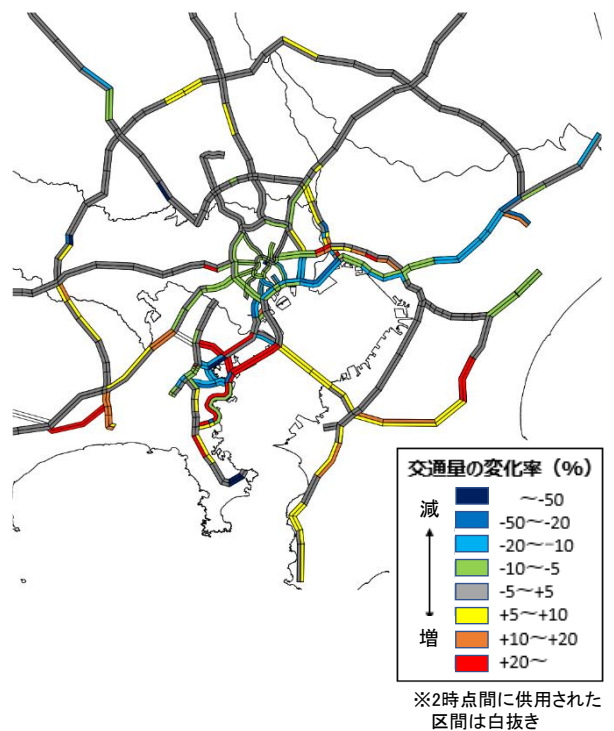 交通量の変化率（%）
減
増
～-50
-50～-20
-20～-10
-10～-5
-5～+5
+5～+10
+10～+20
+20～
※2時点間に供用された
区間は白抜き